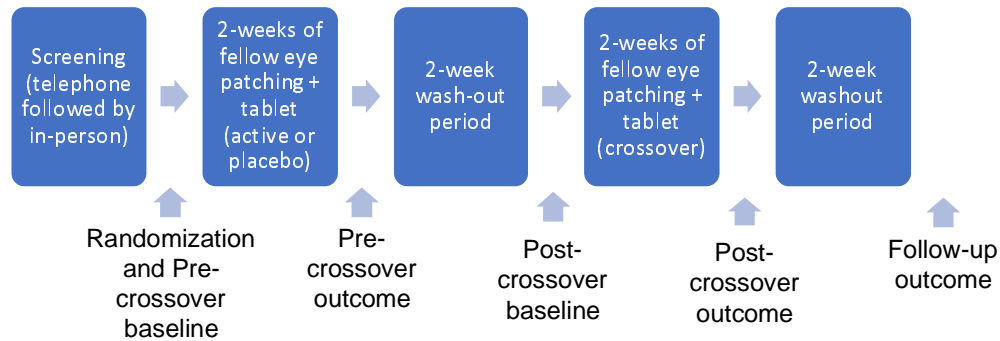 Screening
(telephone
followed by
in-person)
2-weeks of
fellow eye
patching +
tablet
(active or
placebo)
2-week
wash-out
period
2-weeks of
fellow eye
patching +
tablet
(crossover)
2-week
washout
period
Randomization
and Pre-
crossover
baseline
Pre-
crossover
outcome
Post-
crossover
baseline
Post-
crossover
outcome
Follow-up
outcome